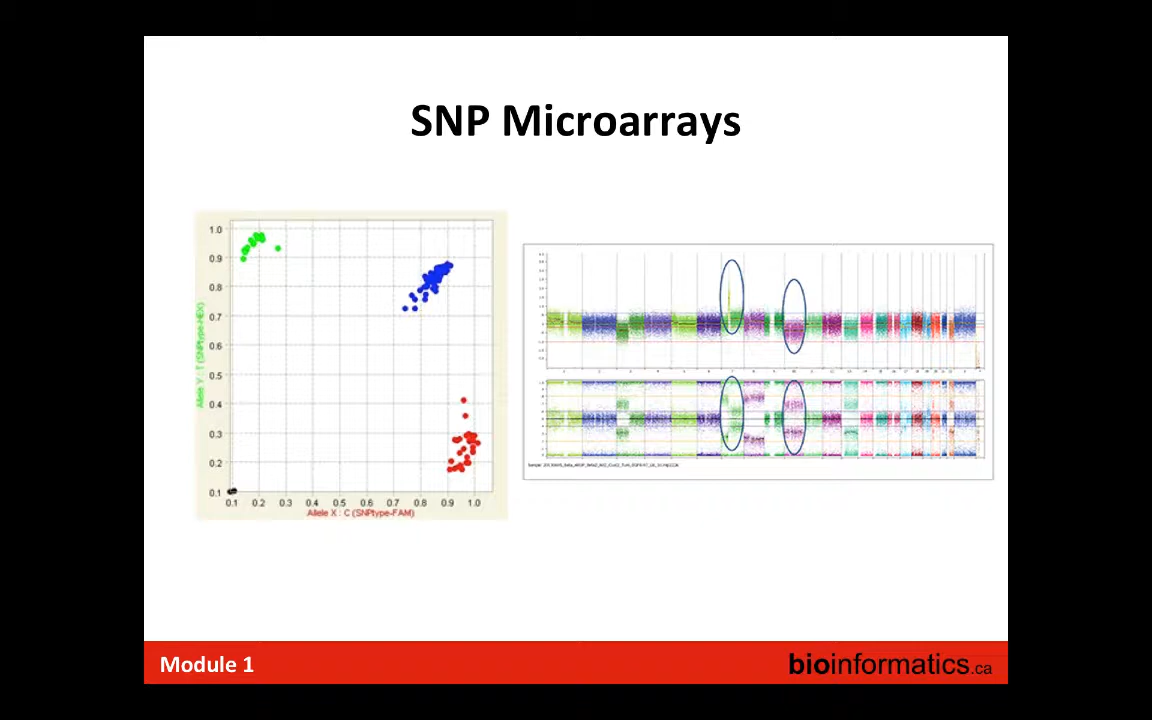 SNP Microarrays
1.0
0.9
0.8
0.7
0.6
0.5
0.4
0.3
0.2
0.1
Allele Y : T (SNPtype-HEX)
0.1 0.2 0.3 0.4 0.5 0.6 0.7 0.8 0.9 1.0
Allele X : C (SNPtype-FAM)
Module 1
bioinformatics.ca